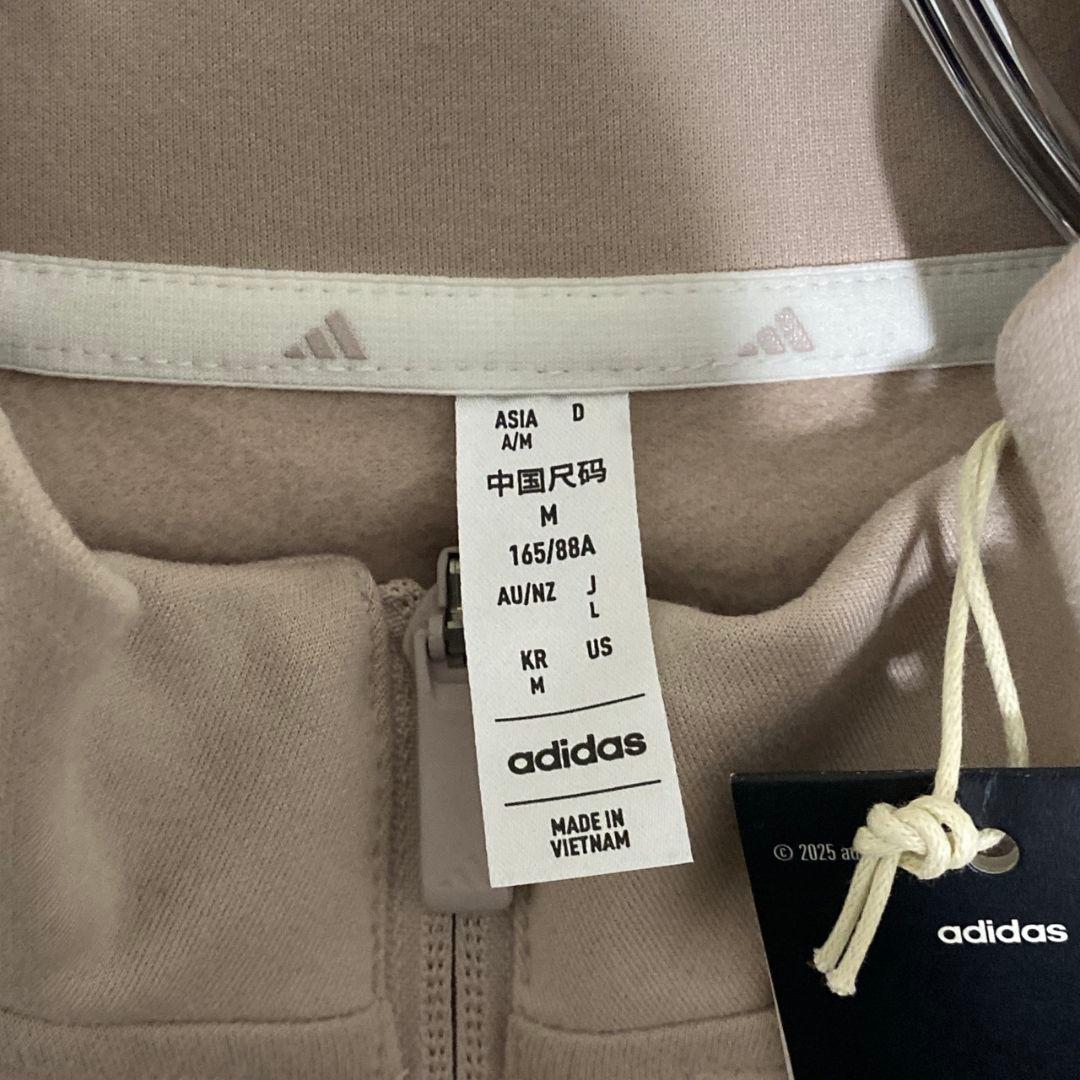 ASIA D
A/M
中国尺码
M
165/88A
AU/NZ J
L
KR US
M
adidas
MADE IN
VIETNAM
© 2025
adidas